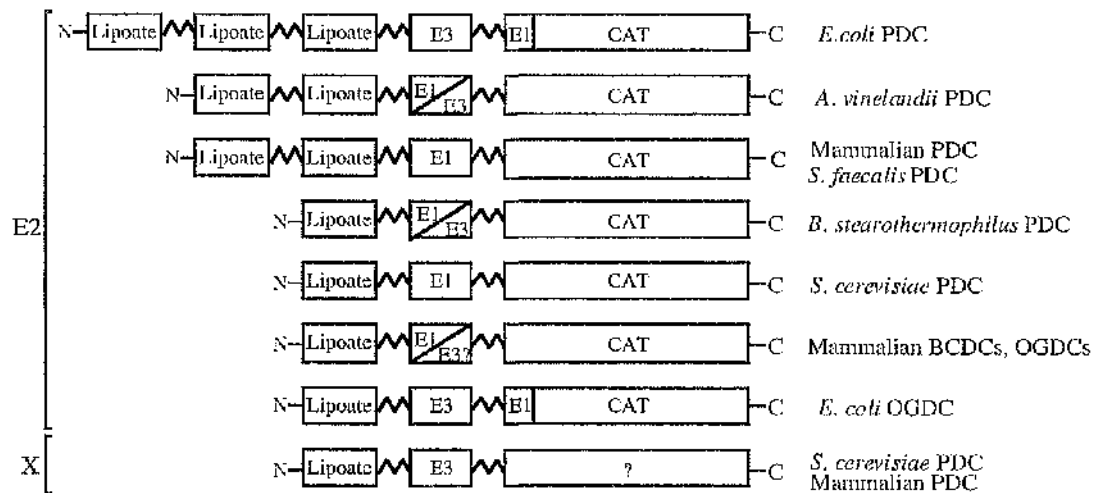 N Lipoate Lipoate Lipoate E3 E1 CAT C E.coli PDC
N Lipoate Lipoate E1 E3 CAT C A. vinelandii PDC
N Lipoate Lipoate E1 CAT C Mammalian PDC
S. faecalis PDC
E2
N Lipoate E1 E3 CAT C B. stearothermophilus PDC
N Lipoate E1 CAT C S. cerevisiae PDC
N Lipoate E1 E3? CAT C Mammalian BCDCs, OGDCs
N Lipoate E3 E1 CAT C E. coli OGDC
X N Lipoate E3 ? C S. cerevisiae PDC
Mammalian PDC